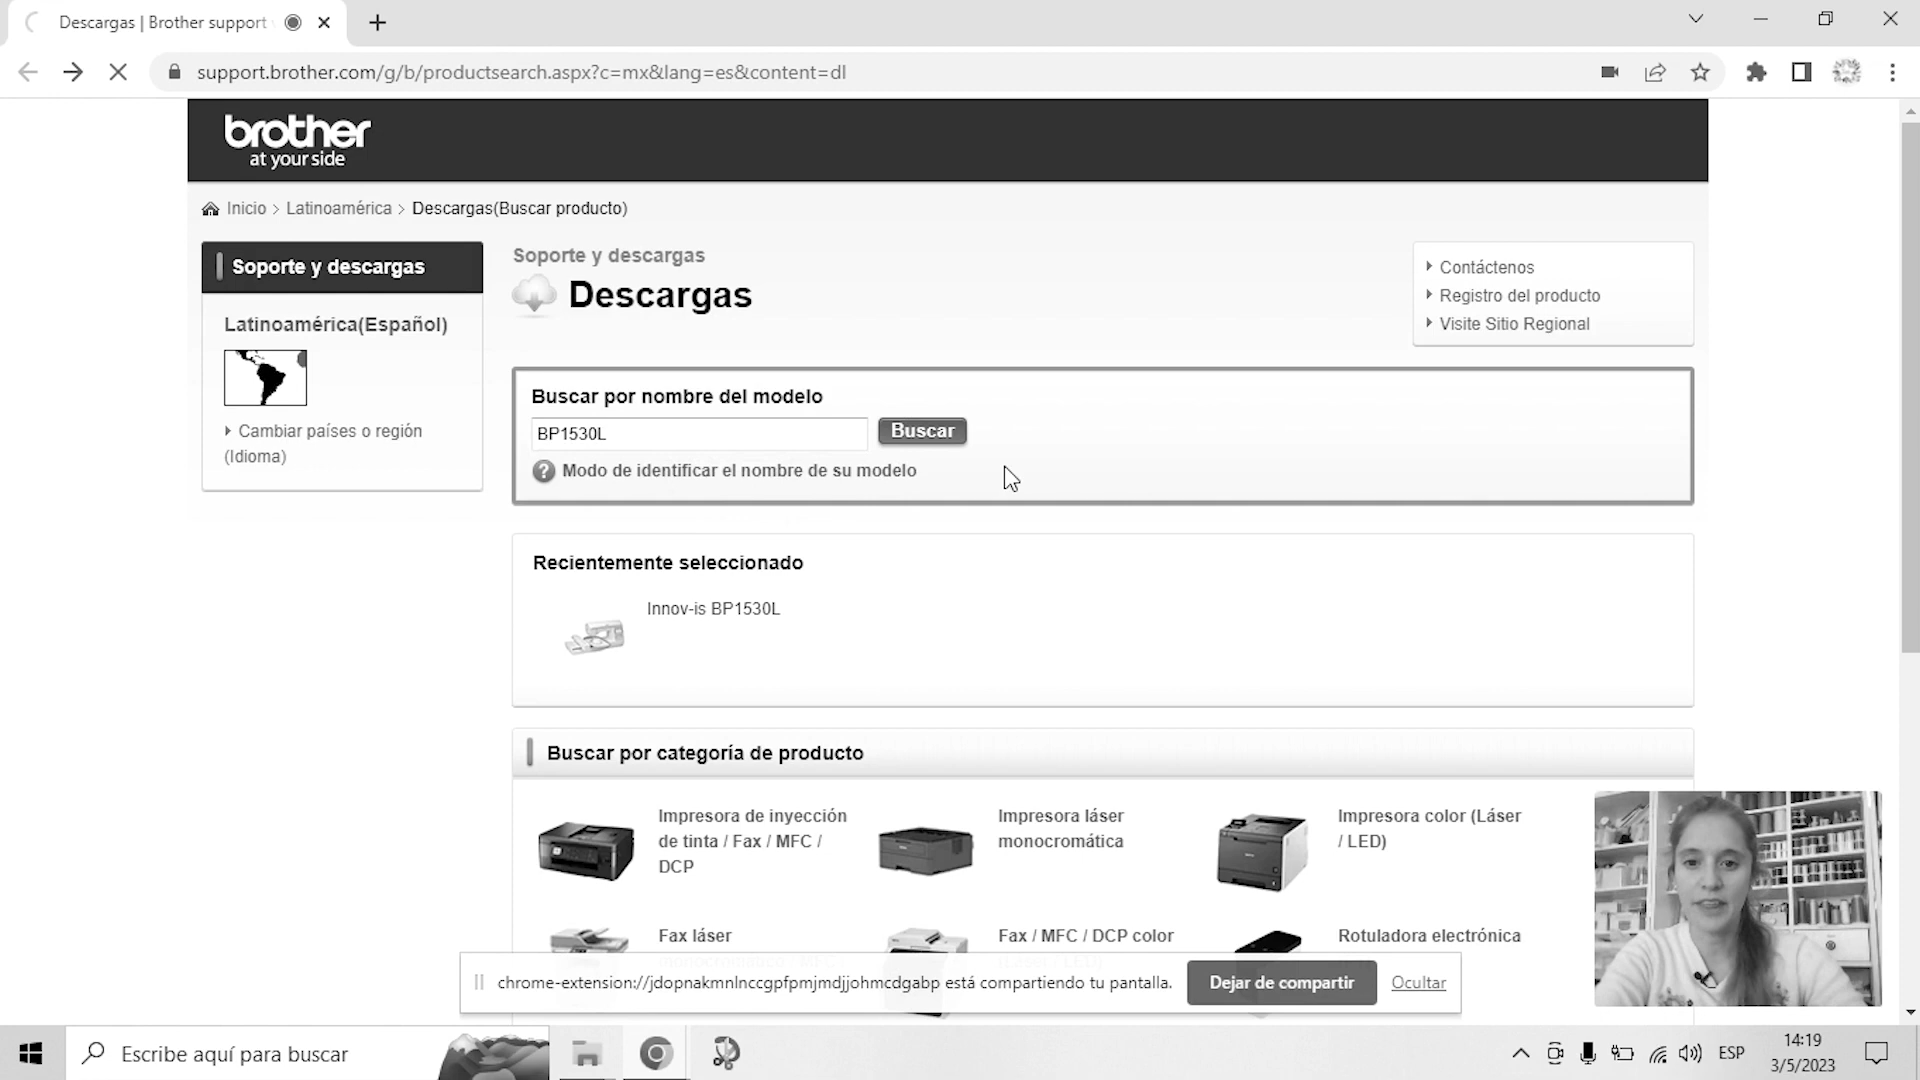 Descargas | Brother support
support.brother.com/g/b/productsearch.aspx?c=mx&lang=es&content=dl
brother
at your side
Inicio > Latinoamérica > Descargas(Buscar producto)
Soporte y descargas
Latinoamérica(Español)
Cambiar países o región
(Idioma)
Soporte y descargas
Descargas
Contáctenos
Registro del producto
Visite Sitio Regional
Buscar por nombre del modelo
BP1530L
Buscar
? Modo de identificar el nombre de su modelo
Recientemente seleccionado
Innov-is BP1530L
Buscar por categoría de producto
Impresora de inyección
de tinta / Fax / MFC /
DCP
Impresora láser
monocromática
Impresora color (Láser
/ LED)
Fax láser
Fax / MFC / DCP color
Rotuladora electrónica
chrome-extension://jdopnakmnlnccgpfpmjmdjjohmcdgabp está compartiendo tu pantalla.
Dejar de compartir
Ocultar
Escribe aquí para buscar
ESP
14:19
3/5/2023